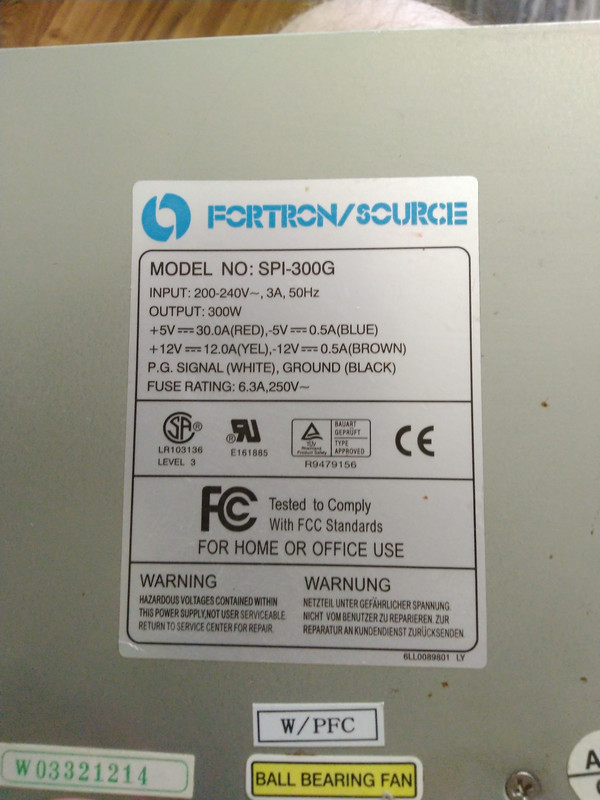 FORTRON/SOURCE
MODEL NO: SPI-300G
INPUT: 200-240V~, 3A, 50Hz
OUTPUT: 300W
+5V⎓30.0A(RED),-5V⎓0.5A(BLUE)
+12V⎓12.0A(YEL),-12V⎓0.5A(BROWN)
P.G. SIGNAL (WHITE), GROUND (BLACK)
FUSE RATING: 6.3A,250V~
SA®
LR103136
LEVEL 3
®
E161885
TÜV
Product Safety
BAUART
GEPRÜFT
TYPE
APPROVED
R9479156
CE
FC
Tested to Comply
With FCC Standards
FOR HOME OR OFFICE USE
WARNING
HAZARDOUS VOLTAGES CONTAINED WITHIN
THIS POWER SUPPLY,NOT USER SERVICEABLE.
RETURN TO SERVICE CENTER FOR REPAIR.
WARNUNG
NETZTEIL UNTER GEFÄHRLICHER SPANNUNG
NICHT VOM BENUTZER ZU REPARIEREN. ZUR
REPARATUR AN KUNDENDIENST ZURÜCKSENDEN
6LL0089801 LY
W/PFC
W03321214
BALL BEARING FAN